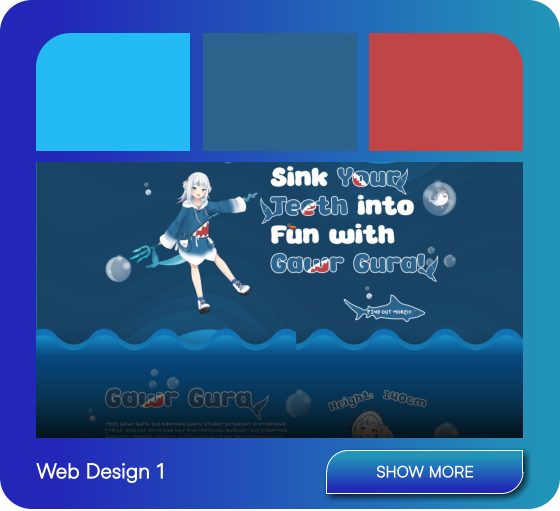 Sink Your
Teeth into
Fun with
Gawr Gura!
FIND OUT MORE!!!
Gawr Gura
Height: 140cm
Web Design 1
SHOW MORE